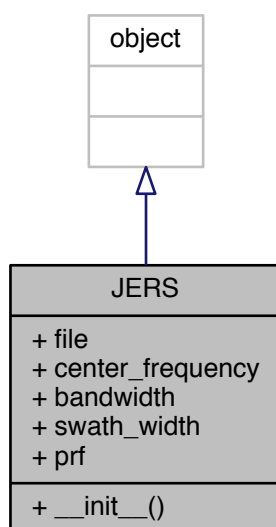 object
JERS
+ file
+ center_frequency
+ bandwidth
+ swath_width
+ prf
+ __init__()